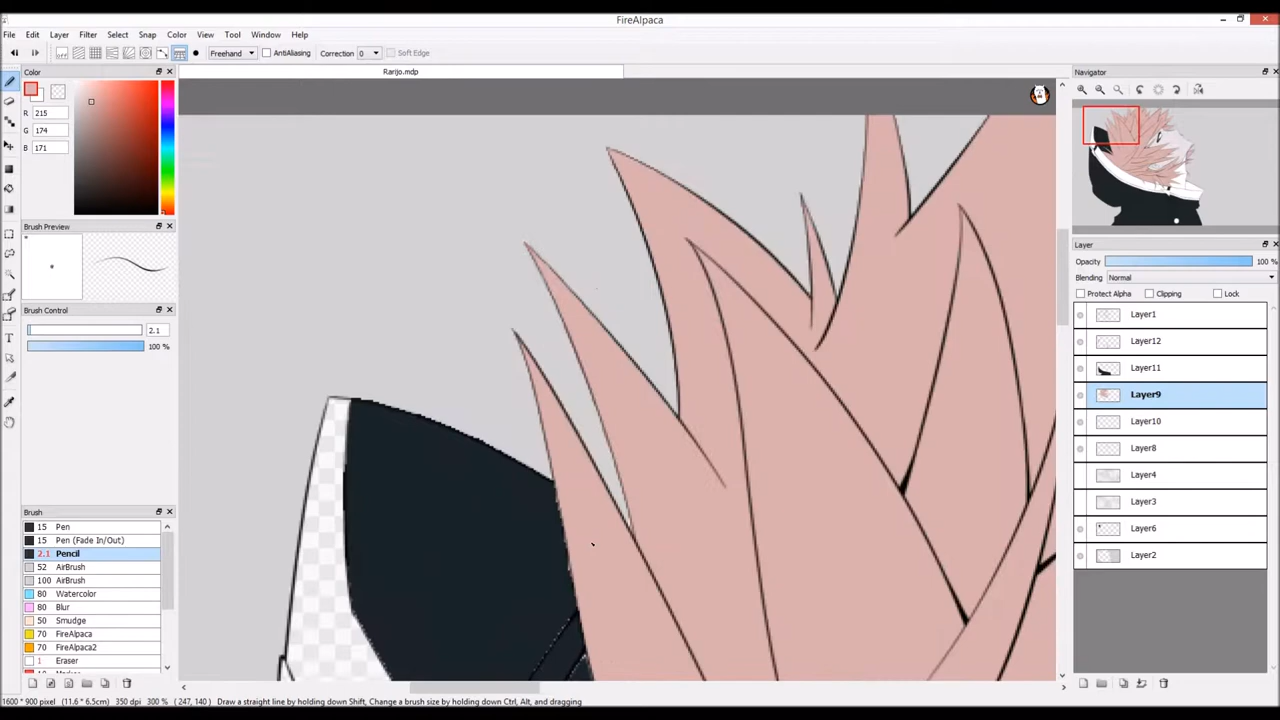 FireAlpaca
File Edit Layer Filter Select Snap Color View Tool Window Help
OFF Freehand AntiAliasing Correction 0 Soft Edge
Color
Rarijo.mdp
Navigator
R 215
G 174
B 171
Brush Preview
Layer
Opacity 100 %
Blending Normal
Protect Alpha Clipping Lock
Brush Control
2.1
100 %
Layer1
Layer12
Layer11
Layer9
Layer10
Layer8
Layer4
Layer3
Layer6
Layer2
Brush
15 Pen
15 Pen (Fade In/Out)
2.1 Pencil
52 AirBrush
100 AirBrush
80 Watercolor
80 Blur
50 Smudge
70 FireAlpaca
70 FireAlpaca2
1 Eraser
1600 * 900 pixel (11.6 * 6.5cm) 350 dpi 300 % ( 247, 140 ) Draw a straight line by holding down Shift, Change a brush size by holding down Ctrl, Alt, and dragging